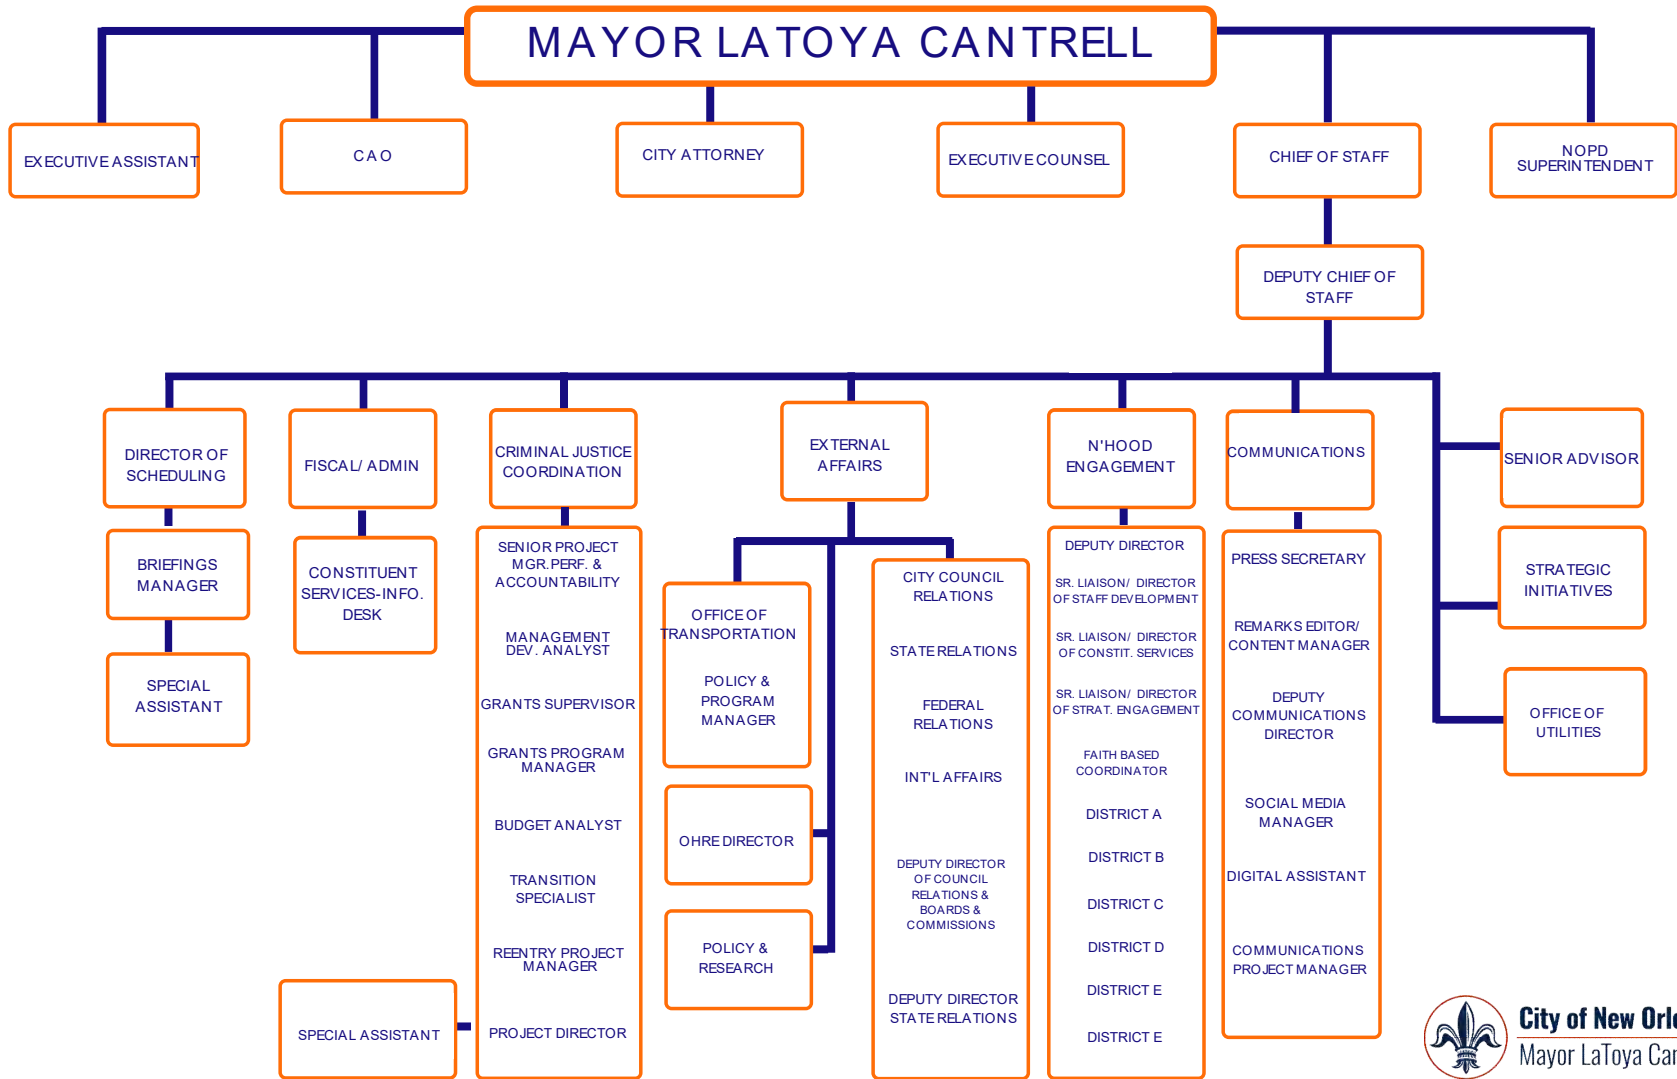 MAYOR LATOYA CANTRELL
EXECUTIVE ASSISTANT
CAO
CITY ATTORNEY
EXECUTIVE COUNSEL
CHIEF OF STAFF
NOPD
SUPERINTENDENT
DEPUTY CHIEF OF
STAFF
DIRECTOR OF
SCHEDULING
BRIEFINGS
MANAGER
SPECIAL
ASSISTANT
FISCAL/ ADMIN
CONSTITUENT
SERVICES-INFO.
DESK
CRIMINAL JUSTICE
COORDINATION
SENIOR PROJECT
MGR.PERF. &
ACCOUNTABILITY
MANAGEMENT
DEV. ANALYST
GRANTS SUPERVISOR
GRANTS PROGRAM
MANAGER
BUDGET ANALYST
TRANSITION
SPECIALIST
REENTRY PROJECT
MANAGER
PROJECT DIRECTOR
SPECIAL ASSISTANT
EXTERNAL
AFFAIRS
OFFICE OF
TRANSPORTATION
POLICY &
PROGRAM
MANAGER
OHRE DIRECTOR
POLICY &
RESEARCH
CITY COUNCIL
RELATIONS
STATE RELATIONS
FEDERAL
RELATIONS
INT'L AFFAIRS
DEPUTY DIRECTOR
OF COUNCIL
RELATIONS &
BOARDS &
COMMISSIONS
DEPUTY DIRECTOR
STATE RELATIONS
N'HOOD
ENGAGEMENT
DEPUTY DIRECTOR
SR. LIAISON/ DIRECTOR
OF STAFF DEVELOPMENT
SR. LIAISON/ DIRECTOR
OF CONSTIT. SERVICES
SR. LIAISON/ DIRECTOR
OF STRAT. ENGAGEMENT
FAITH BASED
COORDINATOR
DISTRICT A
DISTRICT B
DISTRICT C
DISTRICT D
DISTRICT E
DISTRICT E
COMMUNICATIONS
PRESS SECRETARY
REMARKS EDITOR/
CONTENT MANAGER
DEPUTY
COMMUNICATIONS
DIRECTOR
SOCIAL MEDIA
MANAGER
DIGITAL ASSISTANT
COMMUNICATIONS
PROJECT MANAGER
SENIOR ADVISOR
STRATEGIC
INITIATIVES
OFFICE OF
UTILITIES
City of New Orle
Mayor LaToya Can